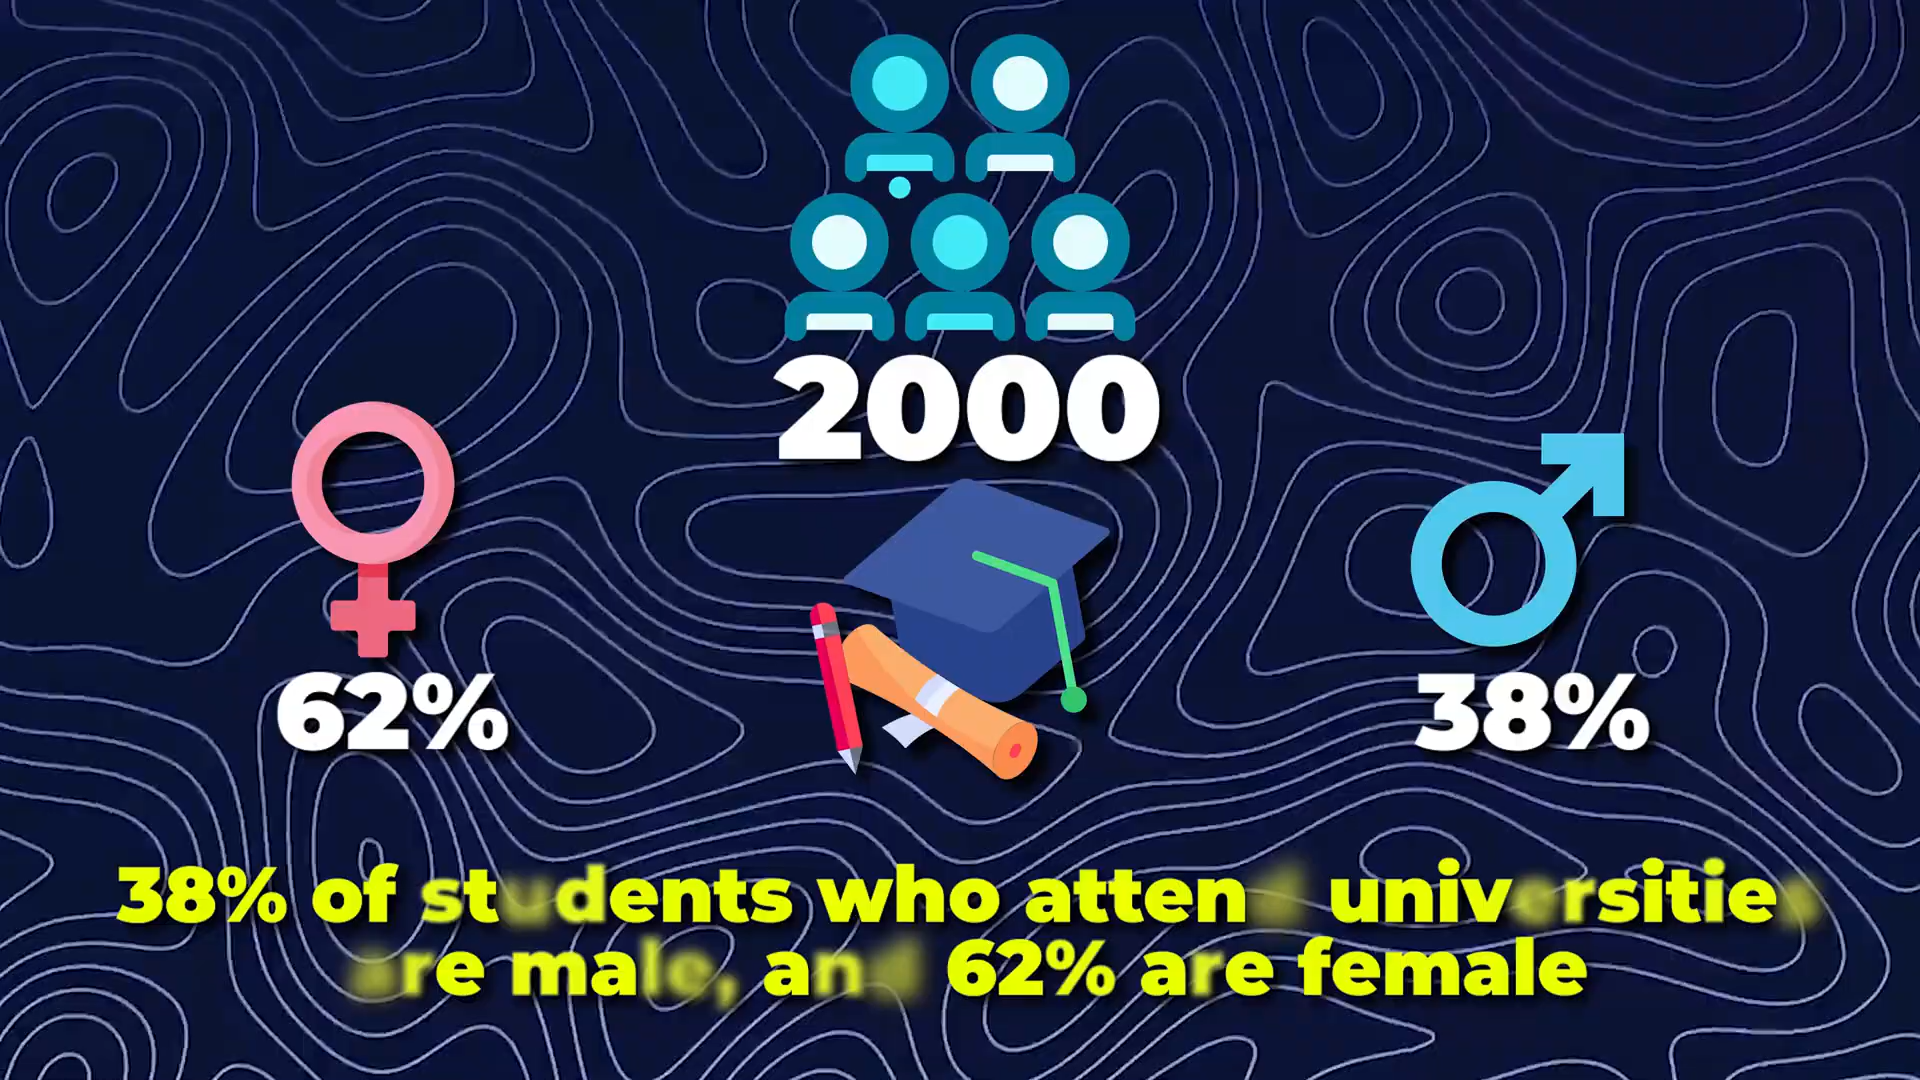 2000
62%
38%
38% of students who attend universities
are male, and 62% are female